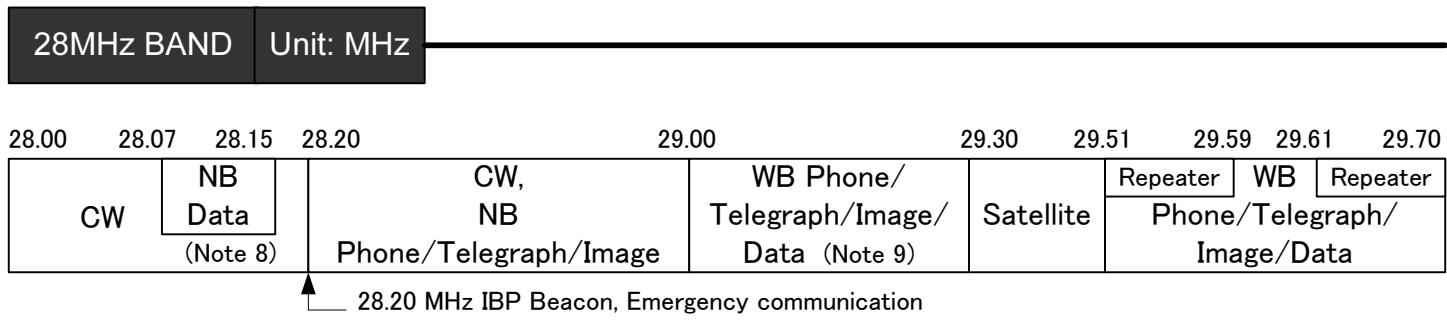 28MHz BAND Unit: MHz
28.00 28.07 28.15 28.20 29.00 29.30 29.51 29.59 29.61 29.70
CW
NB
Data
(Note 8)
CW,
NB
Phone/Telegraph/Image
WB Phone/
Telegraph/Image/
Data (Note 9)
Satellite
Repeater WB Repeater
Phone/Telegraph/
Image/Data
28.20 MHz IBP Beacon, Emergency communication